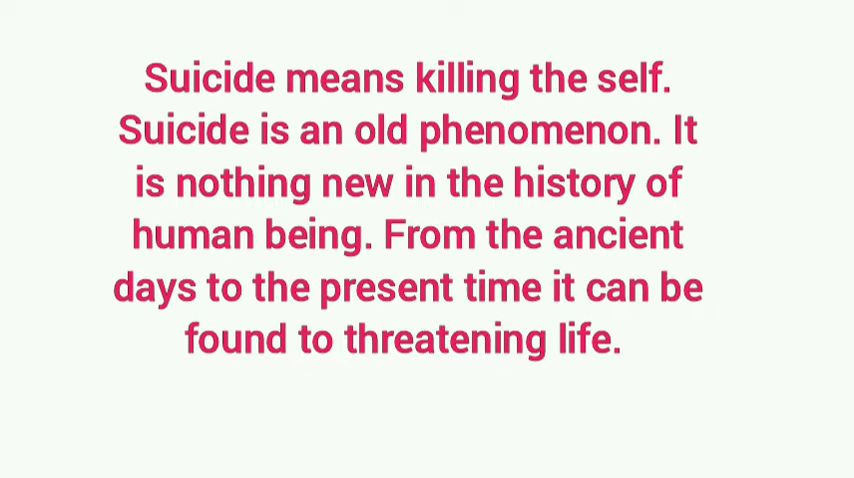 Suicide means killing the self.
Suicide is an old phenomenon. It
is nothing new in the history of
human being. From the ancient
days to the present time it can be
found to threatening life.